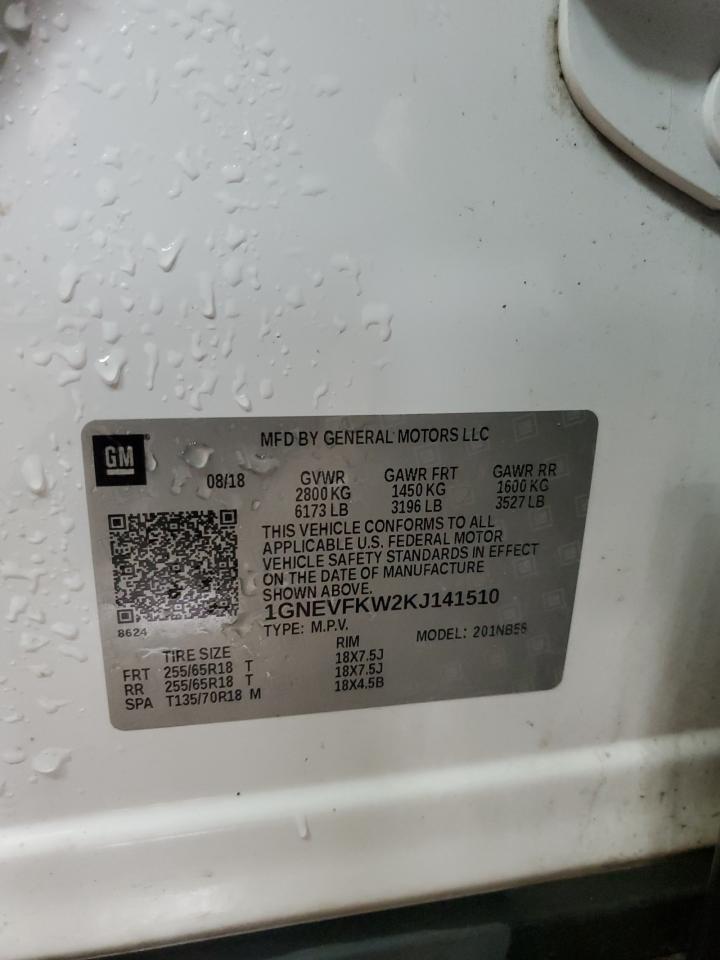 GM
MFD BY GENERAL MOTORS LLC
08/18 GVWR GAWR FRT GAWR RR
2800 KG 1450 KG 1600 KG
6173 LB 3196 LB 3527 LB
THIS VEHICLE CONFORMS TO ALL
APPLICABLE U.S. FEDERAL MOTOR
VEHICLE SAFETY STANDARDS IN EFFECT
ON THE DATE OF MANUFACTURE
SHOWN ABOVE.
1GNEVFKW2KJ141510
8624 TYPE: M.P.V. MODEL:
TIRE SIZE RIM
FRT 255/65R18 T 18X7.5J
RR 255/65R18 T 18X7.5J
SPA T135/70R18 M 18X4.5B